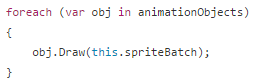 foreach (var obj in animationObjects)
{
    obj.Draw(this.spriteBatch);
}